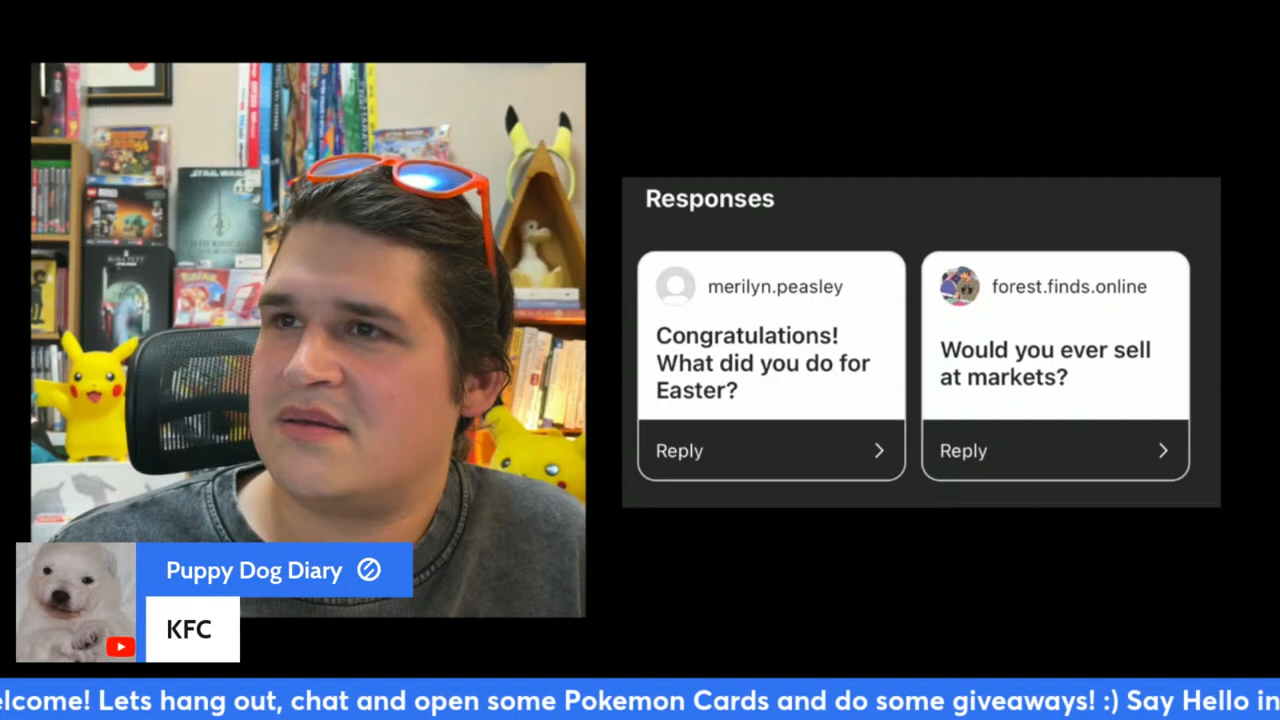 STAR WARS
Responses
merilyn.peasley
Congratulations!
What did you do for
Easter?
Reply
forest.finds.online
Would you ever sell
at markets?
Reply
Puppy Dog Diary
KFC
elcome! Lets hang out, chat and open some Pokemon Cards and do some giveaways! :) Say Hello in